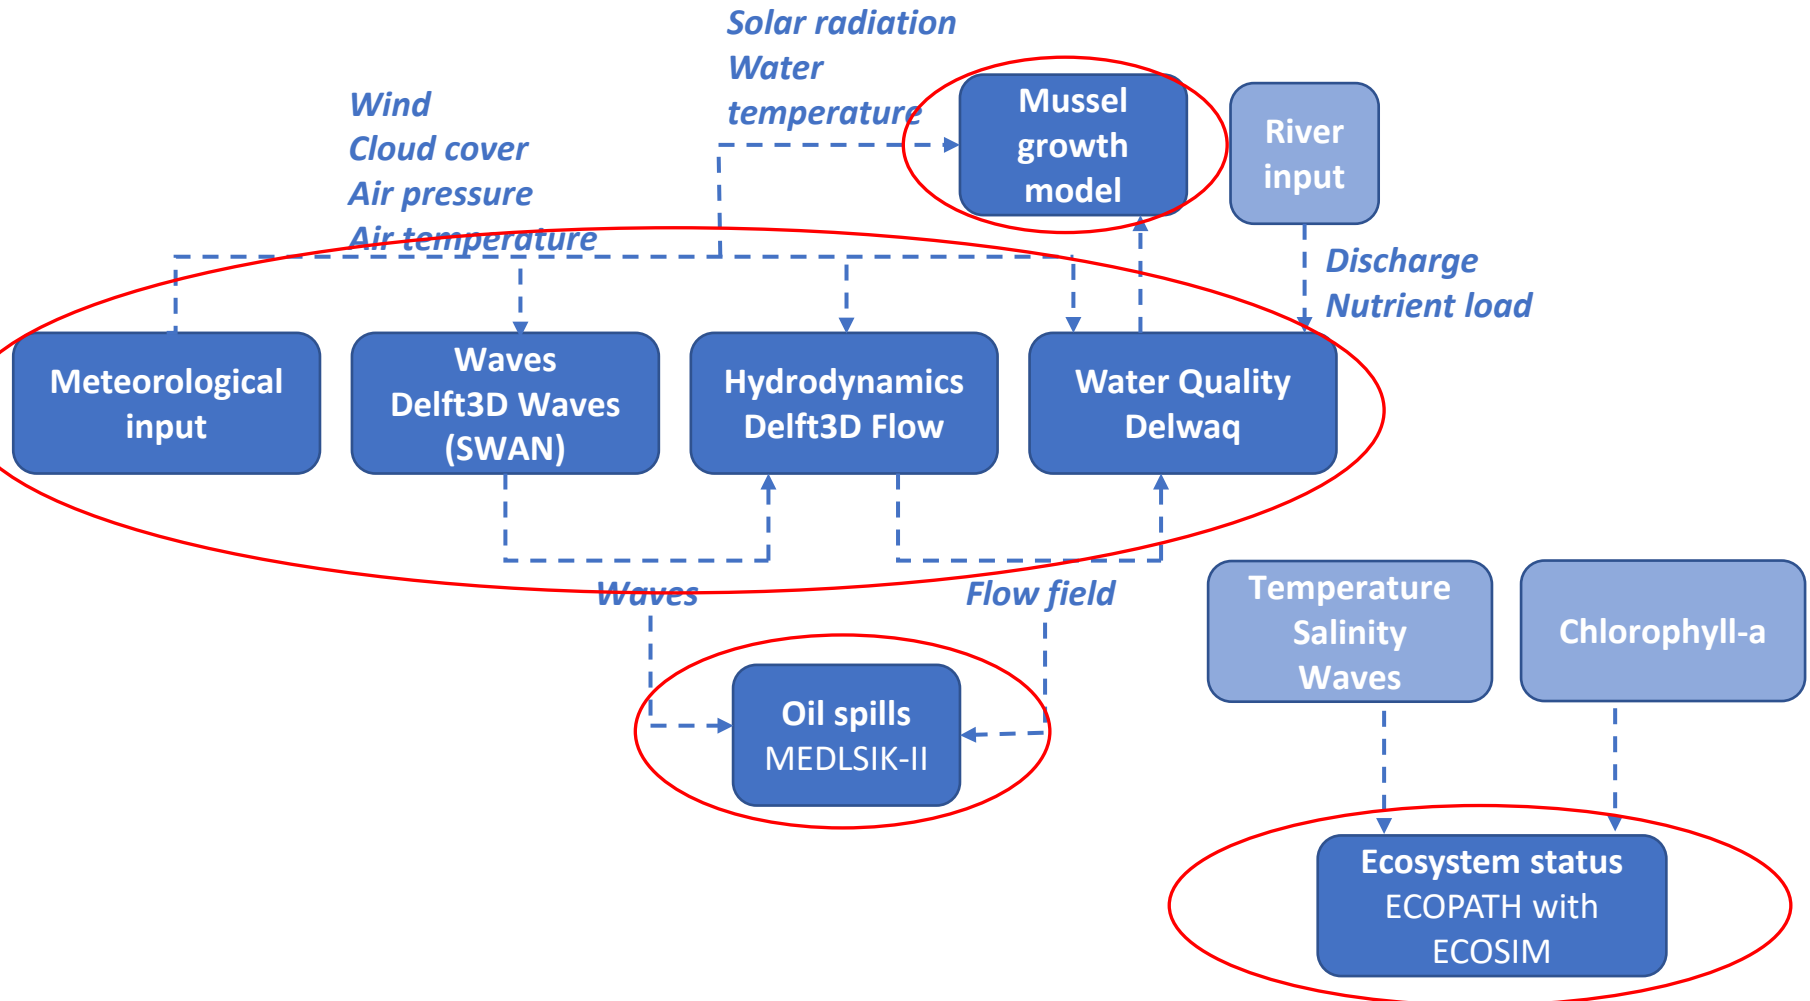 Solar radiation
Water
temperature
Wind
Cloud cover
Air pressure
Air temperature
Mussel
growth
model
River
input
Discharge
Nutrient load
Meteorological
input
Waves
Delft3D Waves
(SWAN)
Hydrodynamics
Delft3D Flow
Water Quality
Delwaq
Waves
Flow field
Temperature
Salinity
Waves
Chlorophyll-a
Oil spills
MEDLSIK-II
Ecosystem status
ECOPATH with
ECOSIM